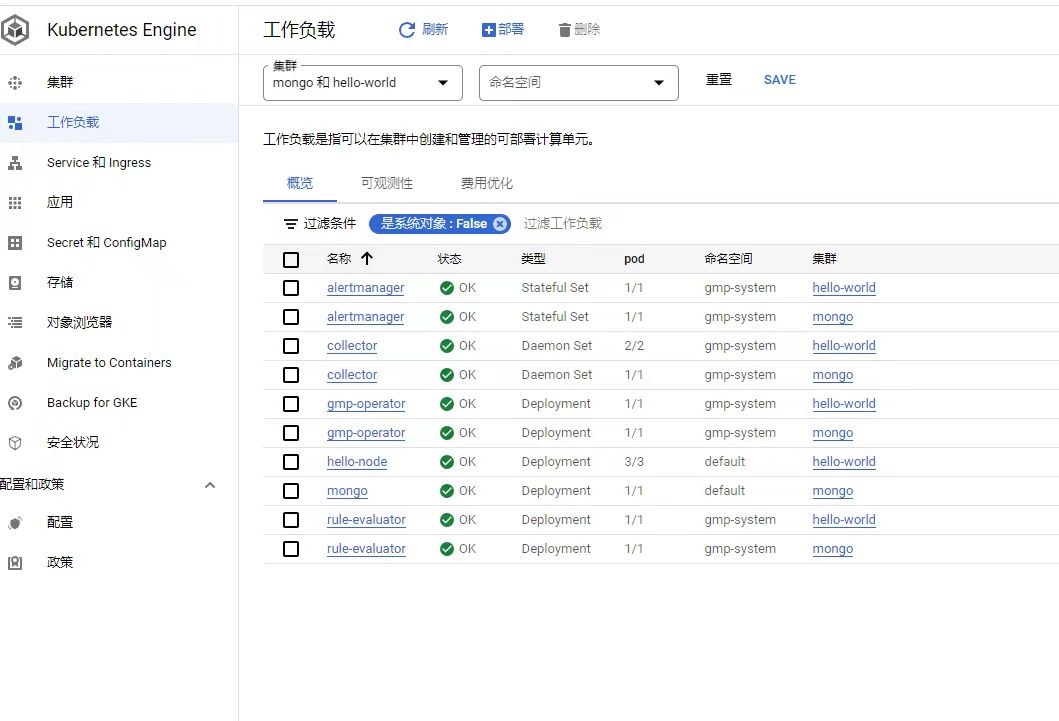 Kubernetes Engine
工作负载 刷新 部署 删除
集群
mongo 和 hello-world 命名空间 重置 SAVE
集群
工作负载
Service 和 Ingress
应用
Secret 和 ConfigMap
存储
对象浏览器
Migrate to Containers
Backup for GKE
安全状况
配置和政策
配置
政策
工作负载是指可以在集群中创建和管理的可部署计算单元。
概览 可观测性 费用优化
过滤条件 是系统对象 : False 过滤工作负载
名称 状态 类型 pod 命名空间 集群
alertmanager OK Stateful Set 1/1 gmp-system hello-world
alertmanager OK Stateful Set 1/1 gmp-system mongo
collector OK Daemon Set 2/2 gmp-system hello-world
collector OK Daemon Set 1/1 gmp-system mongo
gmp-operator OK Deployment 1/1 gmp-system hello-world
gmp-operator OK Deployment 1/1 gmp-system mongo
hello-node OK Deployment 3/3 default hello-world
mongo OK Deployment 1/1 default mongo
rule-evaluator OK Deployment 1/1 gmp-system hello-world
rule-evaluator OK Deployment 1/1 gmp-system mongo